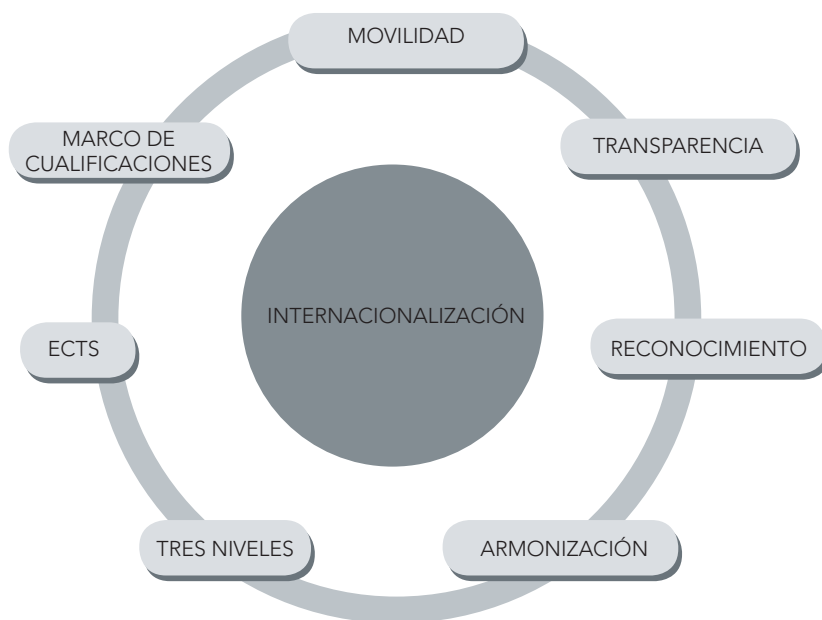 MOVILIDAD
MARCO DE
CUALIFICACIONES
TRANSPARENCIA
INTERNACIONALIZACIÓN
ECTS
RECONOCIMIENTO
TRES NIVELES
ARMONIZACIÓN